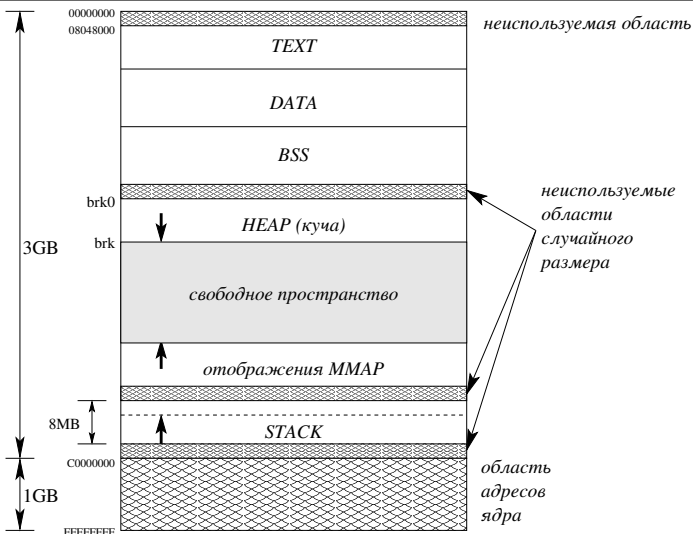 00000000
неиспользуемая область
08048000
TEXT
DATA
BSS
brk0
HEAP (куча)
brk
3GB
свободное пространство
отображения MMAP
8MB
STACK
C0000000
1GB
FFFFFFFF
неиспользуемые
области
случайного
размера
область
адресов
ядра